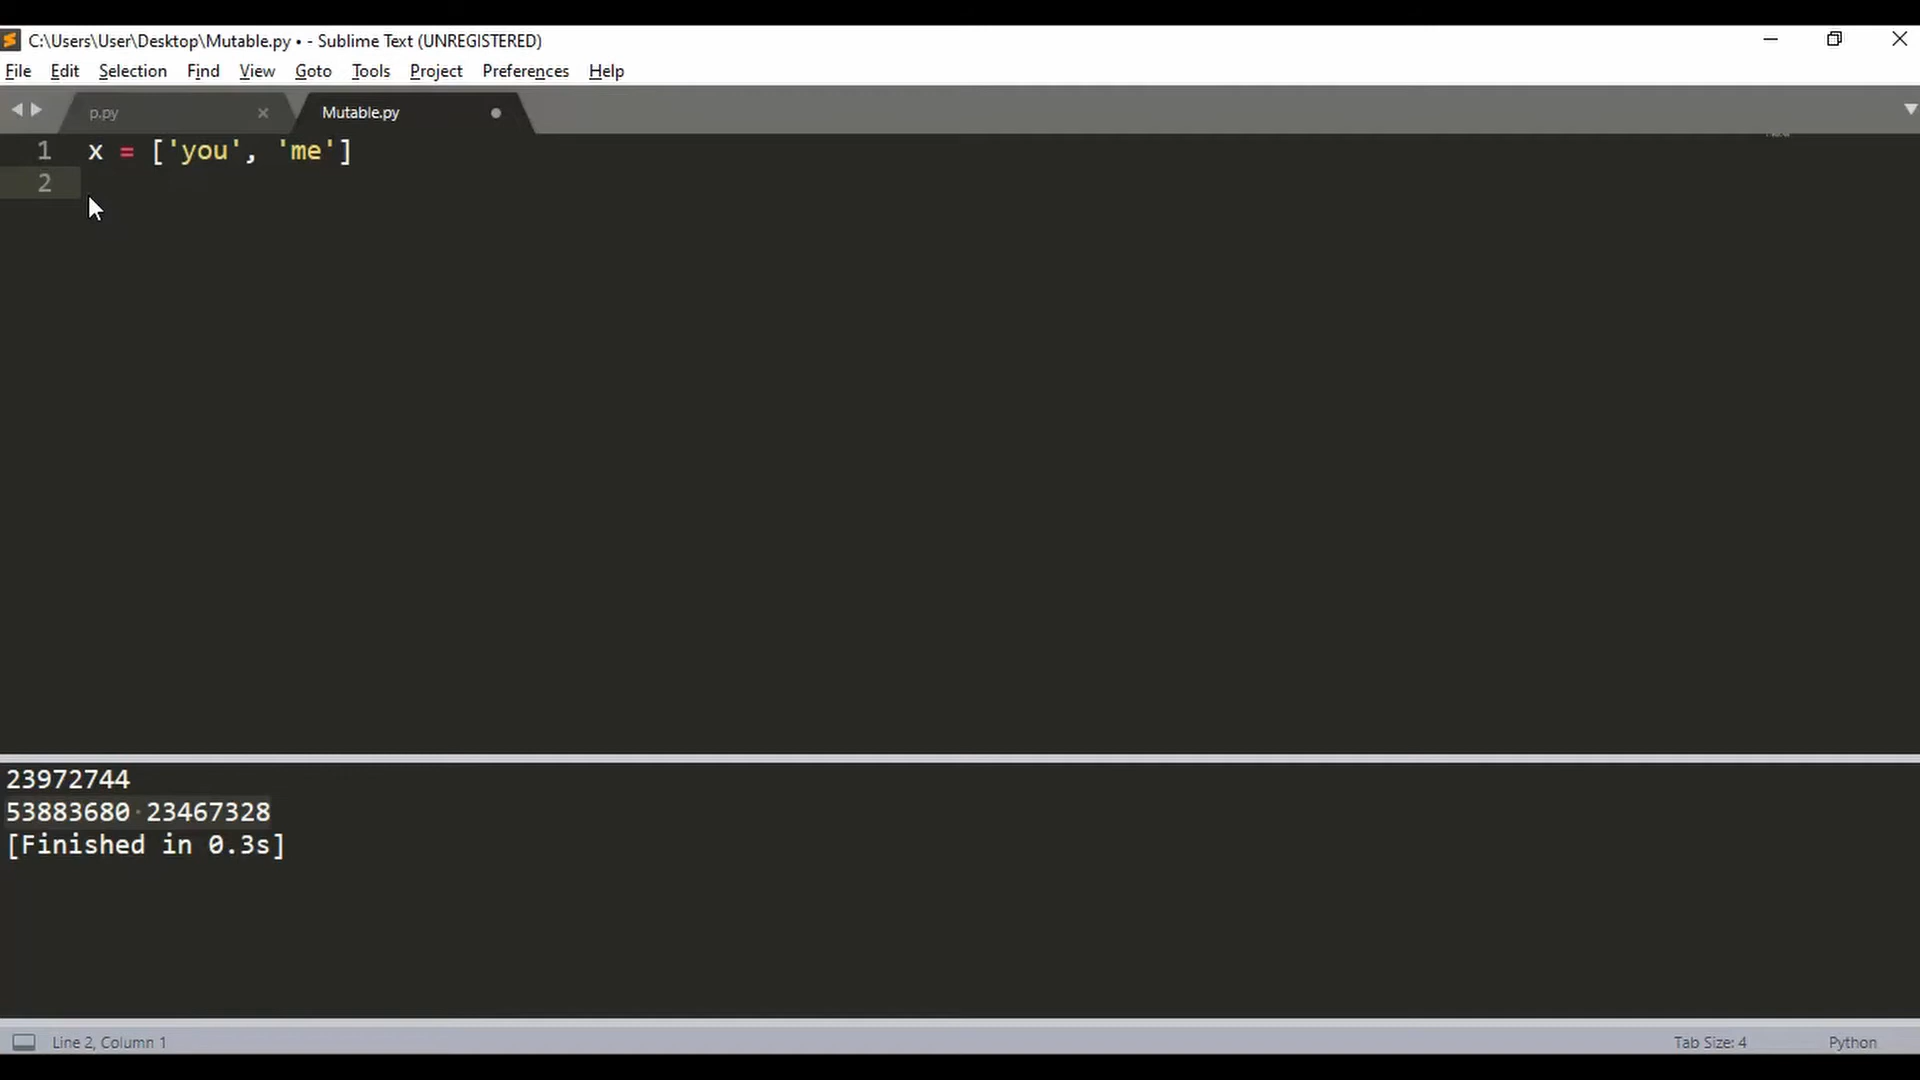 C:\Users\User\Desktop\Mutable.py • - Sublime Text (UNREGISTERED)
File Edit Selection Find View Goto Tools Project Preferences Help
p.py Mutable.py
1 x = ['you', 'me']
2
23972744
53883680 23467328
[Finished in 0.3s]
Line 2, Column 1 Tab Size: 4 Python